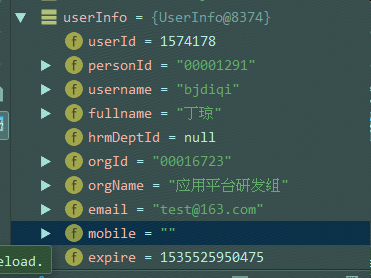 userInfo = {UserInfo@8374}
userId = 1574178
personId = "00001291"
username = "bjdiqi"
fullname = "丁琼"
hrmDeptId = null
orgId = "00016723"
orgName = "应用平台研发组"
email = "test@163.com"
mobile = ""
eload.
expire = 1535525950475